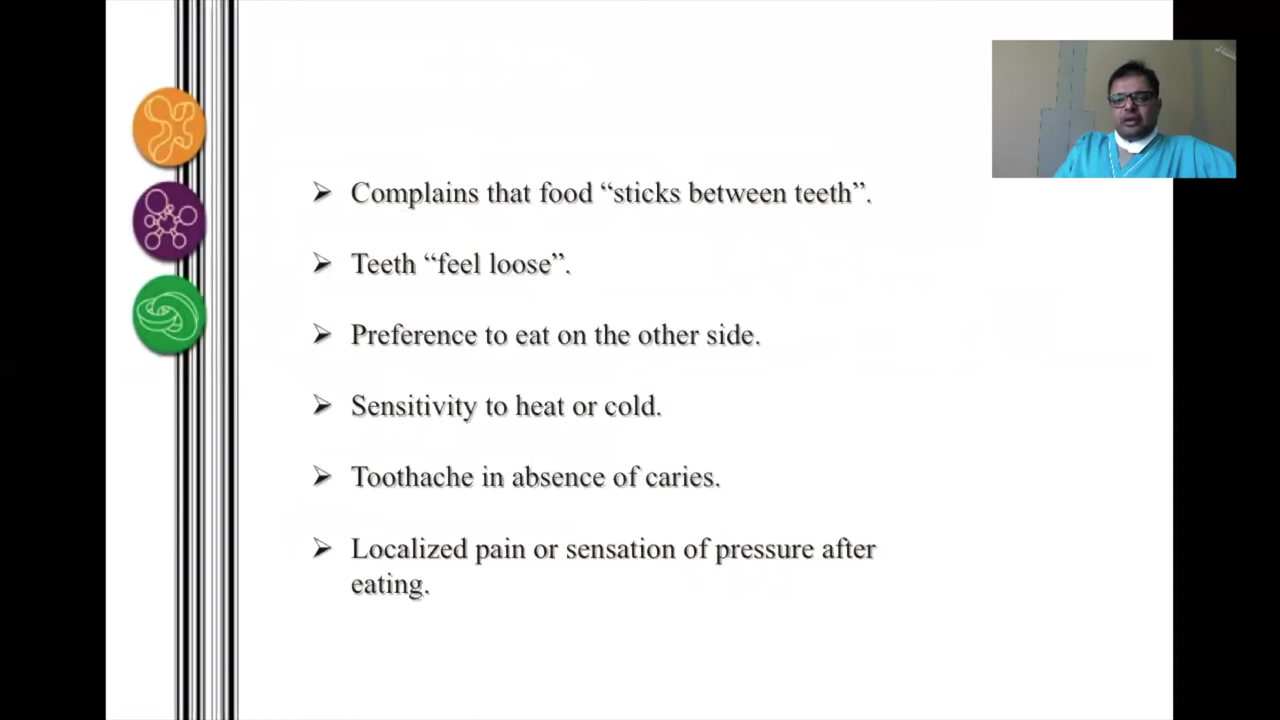 ➢ Complains that food “sticks between teeth”.
➢ Teeth “feel loose”.
➢ Preference to eat on the other side.
➢ Sensitivity to heat or cold.
➢ Toothache in absence of caries.
➢ Localized pain or sensation of pressure after
eating.